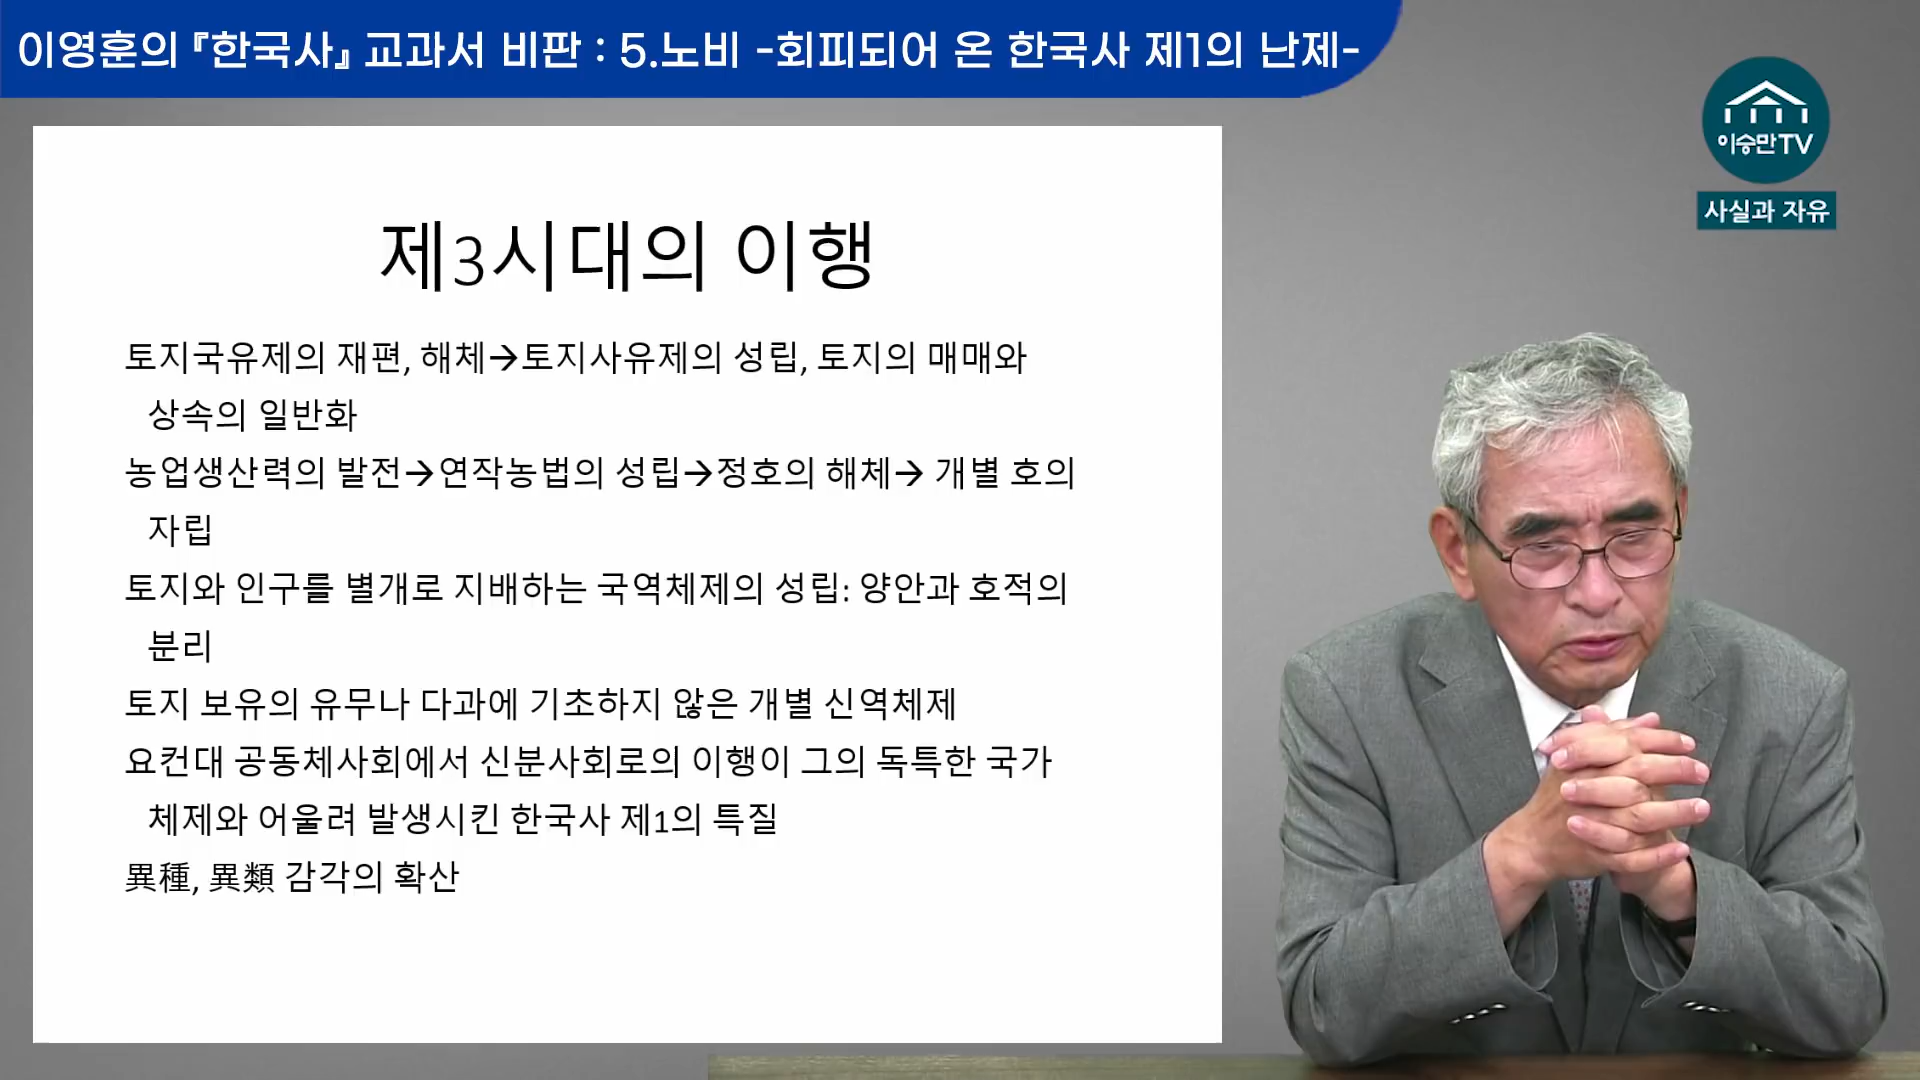 이영훈의 『한국사』 교과서 비판 : 5.노비 -회피되어 온 한국사 제1의 난제-
이승만TV
사실과 자유
제3시대의 이행
토지국유제의 재편, 해체→토지사유제의 성립, 토지의 매매와
상속의 일반화
농업생산력의 발전→연작농법의 성립→정호의 해체→ 개별 호의
자립
토지와 인구를 별개로 지배하는 국역체제의 성립: 양안과 호적의
분리
토지 보유의 유무나 다과에 기초하지 않은 개별 신역체제
요컨대 공동체사회에서 신분사회로의 이행이 그의 독특한 국가
체제와 어울려 발생시킨 한국사 제1의 특질
異種, 異類 감각의 확산